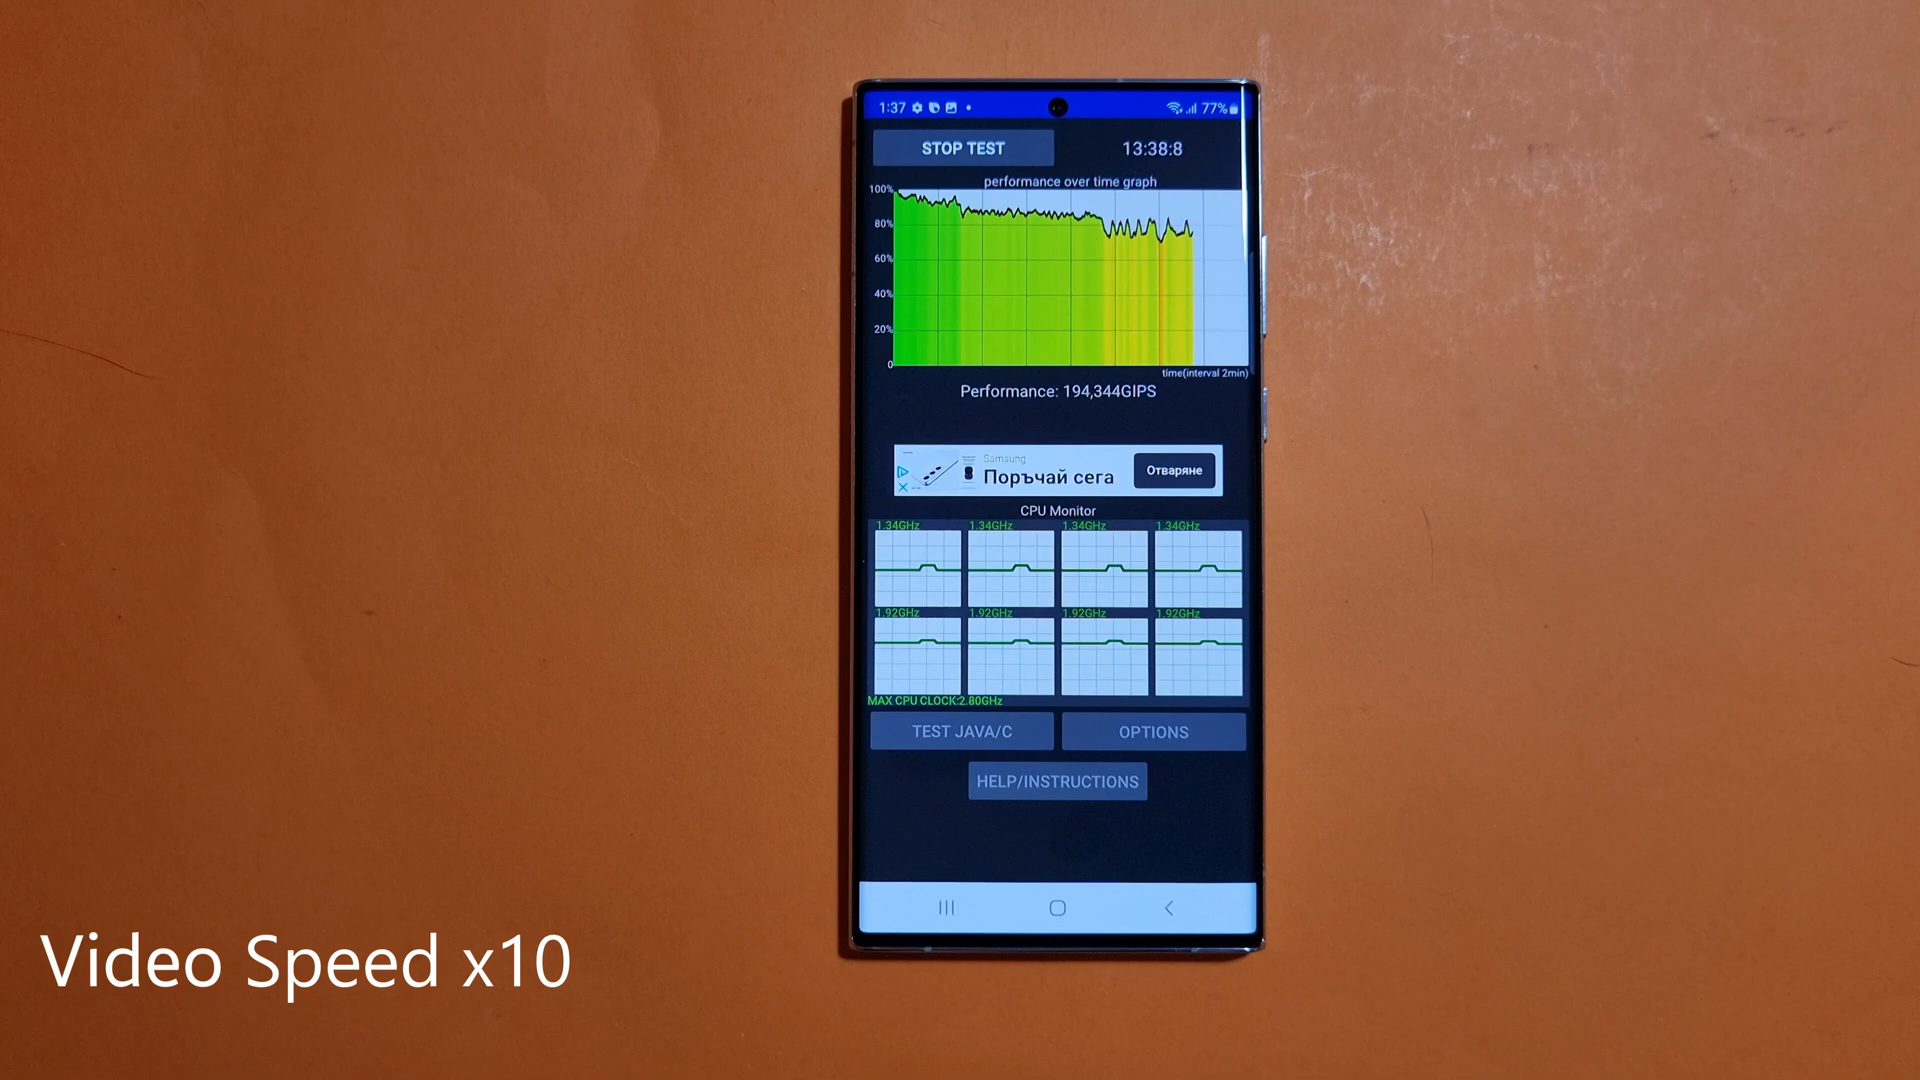 1:37
77%
STOP TEST
13:38:8
performance over time graph
100%
80%
60%
40%
20%
0
time(interval 2min)
Performance: 194,344GIPS
Samsung
Поръчай сега
Отваряне
CPU Monitor
1.34GHz 1.34GHz 1.34GHz 1.34GHz
1.92GHz 1.92GHz 1.92GHz 1.92GHz
MAX CPU CLOCK:2.80GHz
TEST JAVA/C
OPTIONS
HELP/INSTRUCTIONS
Video Speed x10